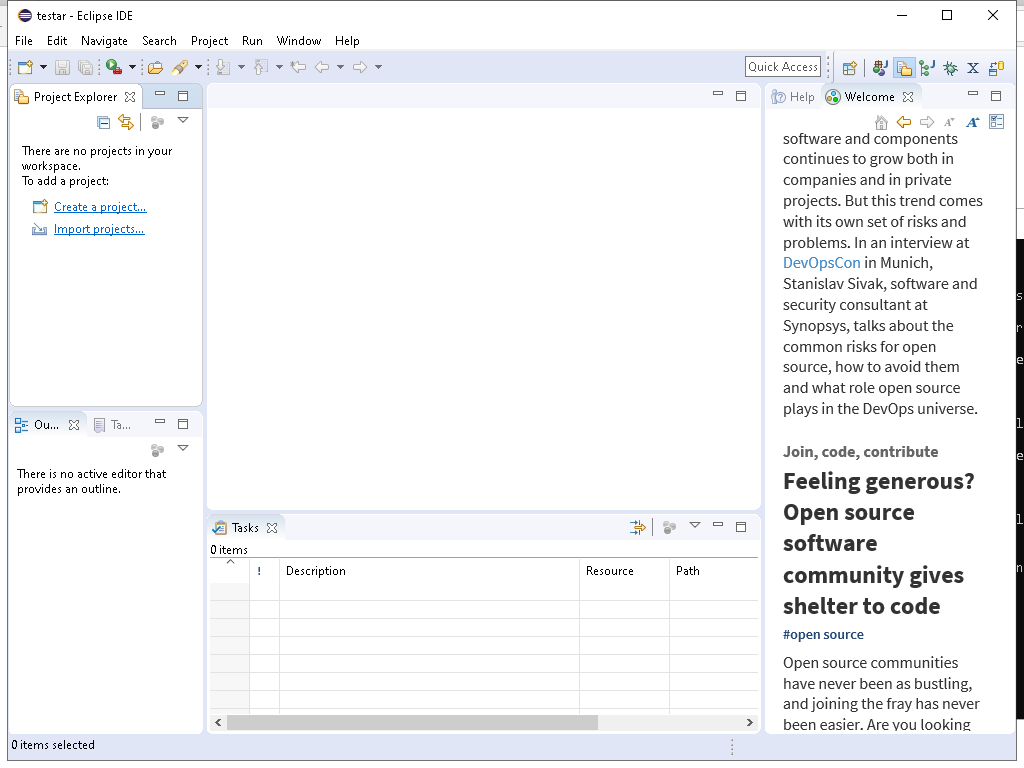 testar - Eclipse IDE
File Edit Navigate Search Project Run Window Help
Quick Access
Project Explorer
There are no projects in your
workspace.
To add a project:
Create a project...
Import projects...
Ou... Ta...
There is no active editor that
provides an outline.
Tasks
0 items
! Description Resource Path
Help Welcome
software and components
continues to grow both in
companies and in private
projects. But this trend comes
with its own set of risks and
problems. In an interview at
DevOpsCon in Munich,
Stanislav Sivak, software and
security consultant at
Synopsys, talks about the
common risks for open
source, how to avoid them
and what role open source
plays in the DevOps universe.
Join, code, contribute
Feeling generous?
Open source
software
community gives
shelter to code
#open source
Open source communities
have never been as bustling,
and joining the fray has never
been easier. Are you looking
0 items selected